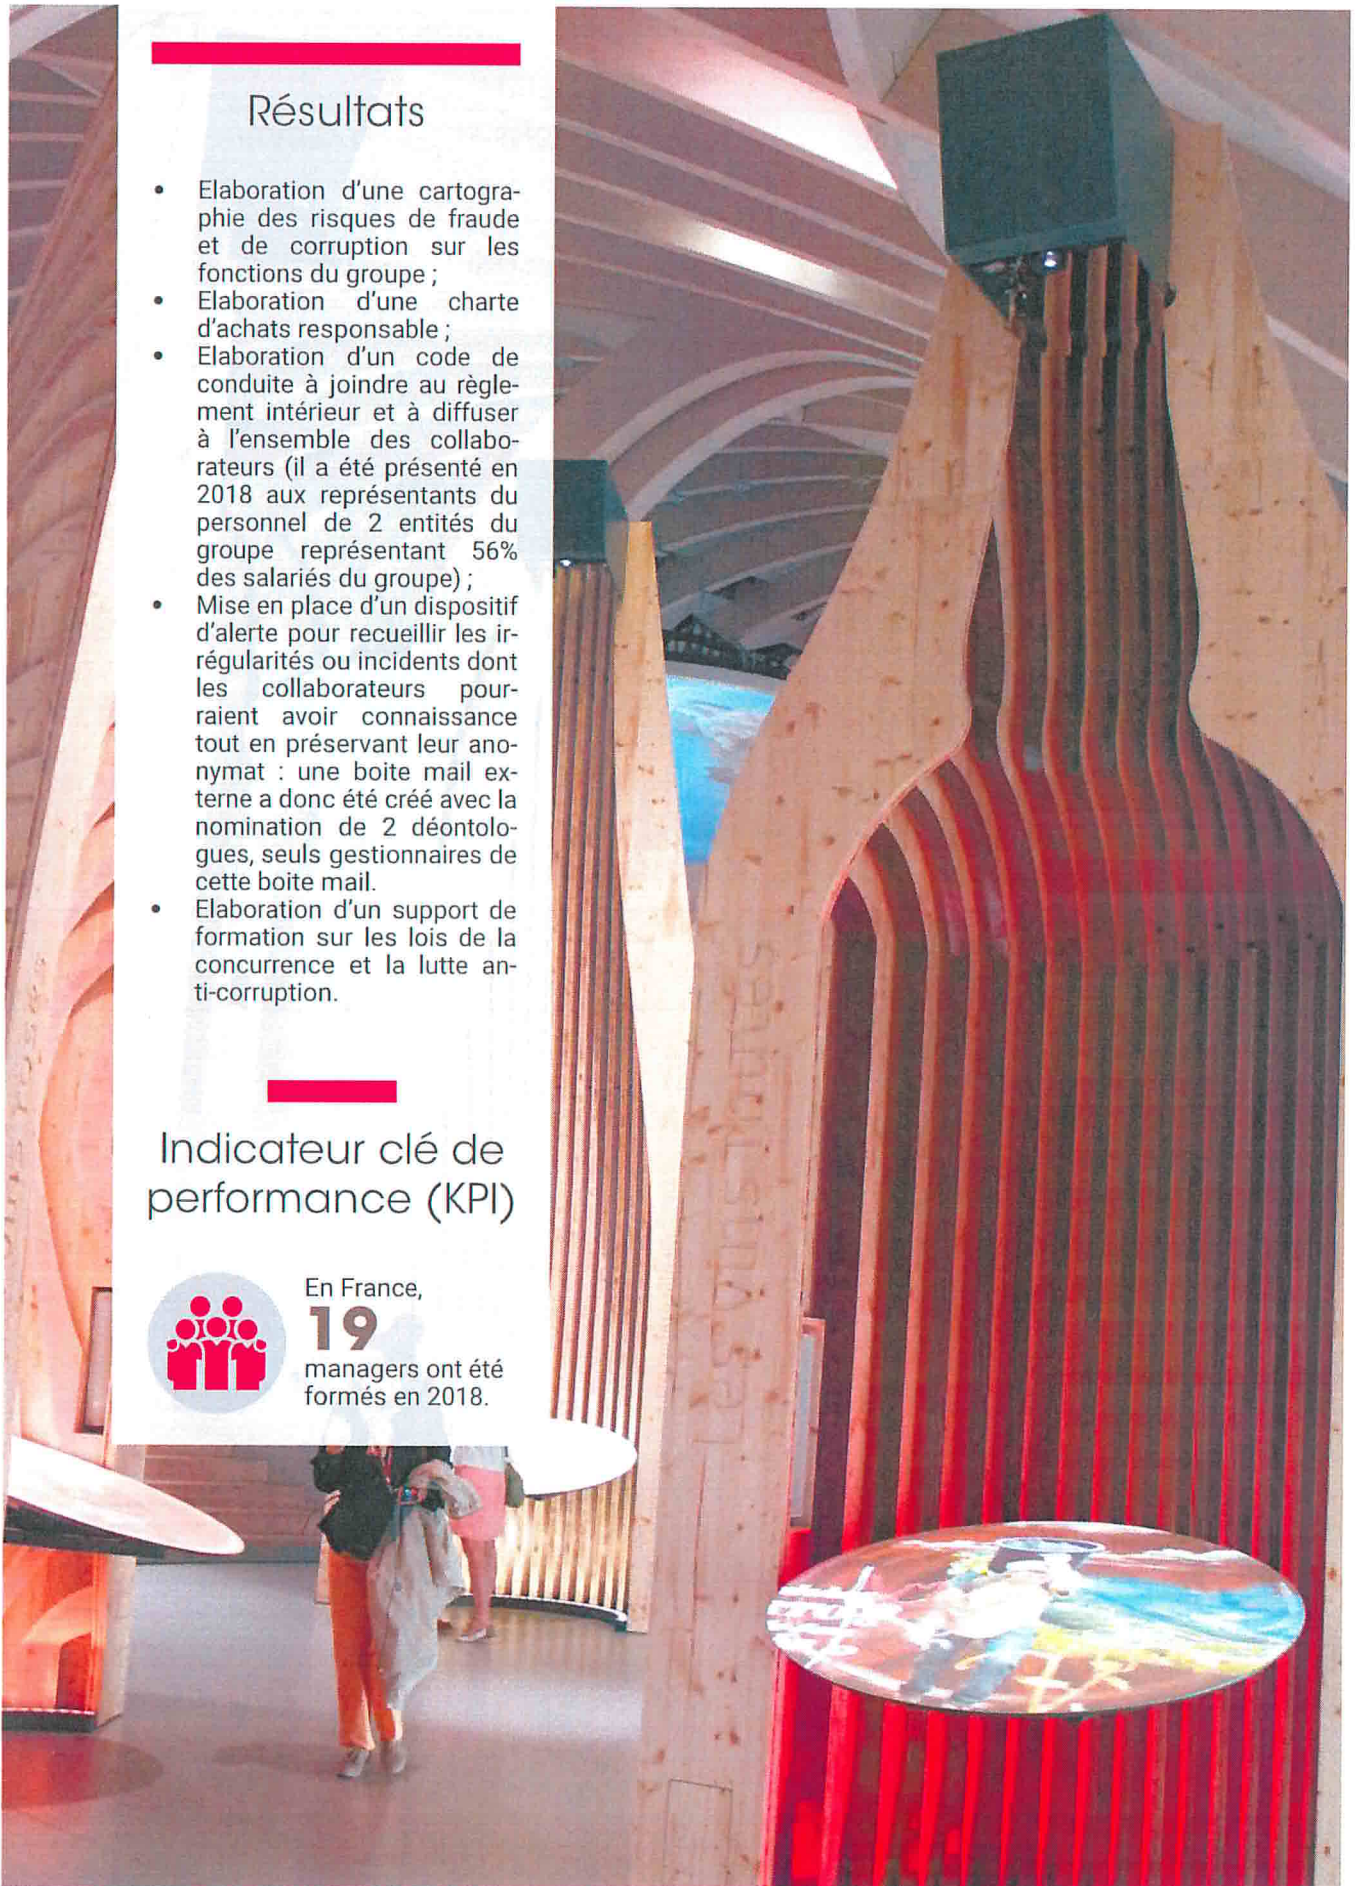 Résultats
• Elaboration d'une cartogra-
phie des risques de fraude
et de corruption sur les
fonctions du groupe ;
• Elaboration d'une charte
d'achats responsable ;
• Elaboration d'un code de
conduite à joindre au règle-
ment intérieur et à diffuser
à l'ensemble des collabo-
rateurs (il a été présenté en
2018 aux représentants du
personnel de 2 entités du
groupe représentant 56%
des salariés du groupe) ;
• Mise en place d'un dispositif
d'alerte pour recueillir les ir-
régularités ou incidents dont
les collaborateurs pour-
raient avoir connaissance
tout en préservant leur ano-
nymat : une boite mail ex-
terne a donc été créé avec la
nomination de 2 déontolo-
gues, seuls gestionnaires de
cette boite mail.
• Elaboration d'un support de
formation sur les lois de la
concurrence et la lutte an-
ti-corruption.
Indicateur clé de
performance (KPI)
En France,
19
managers ont été
formés en 2018.